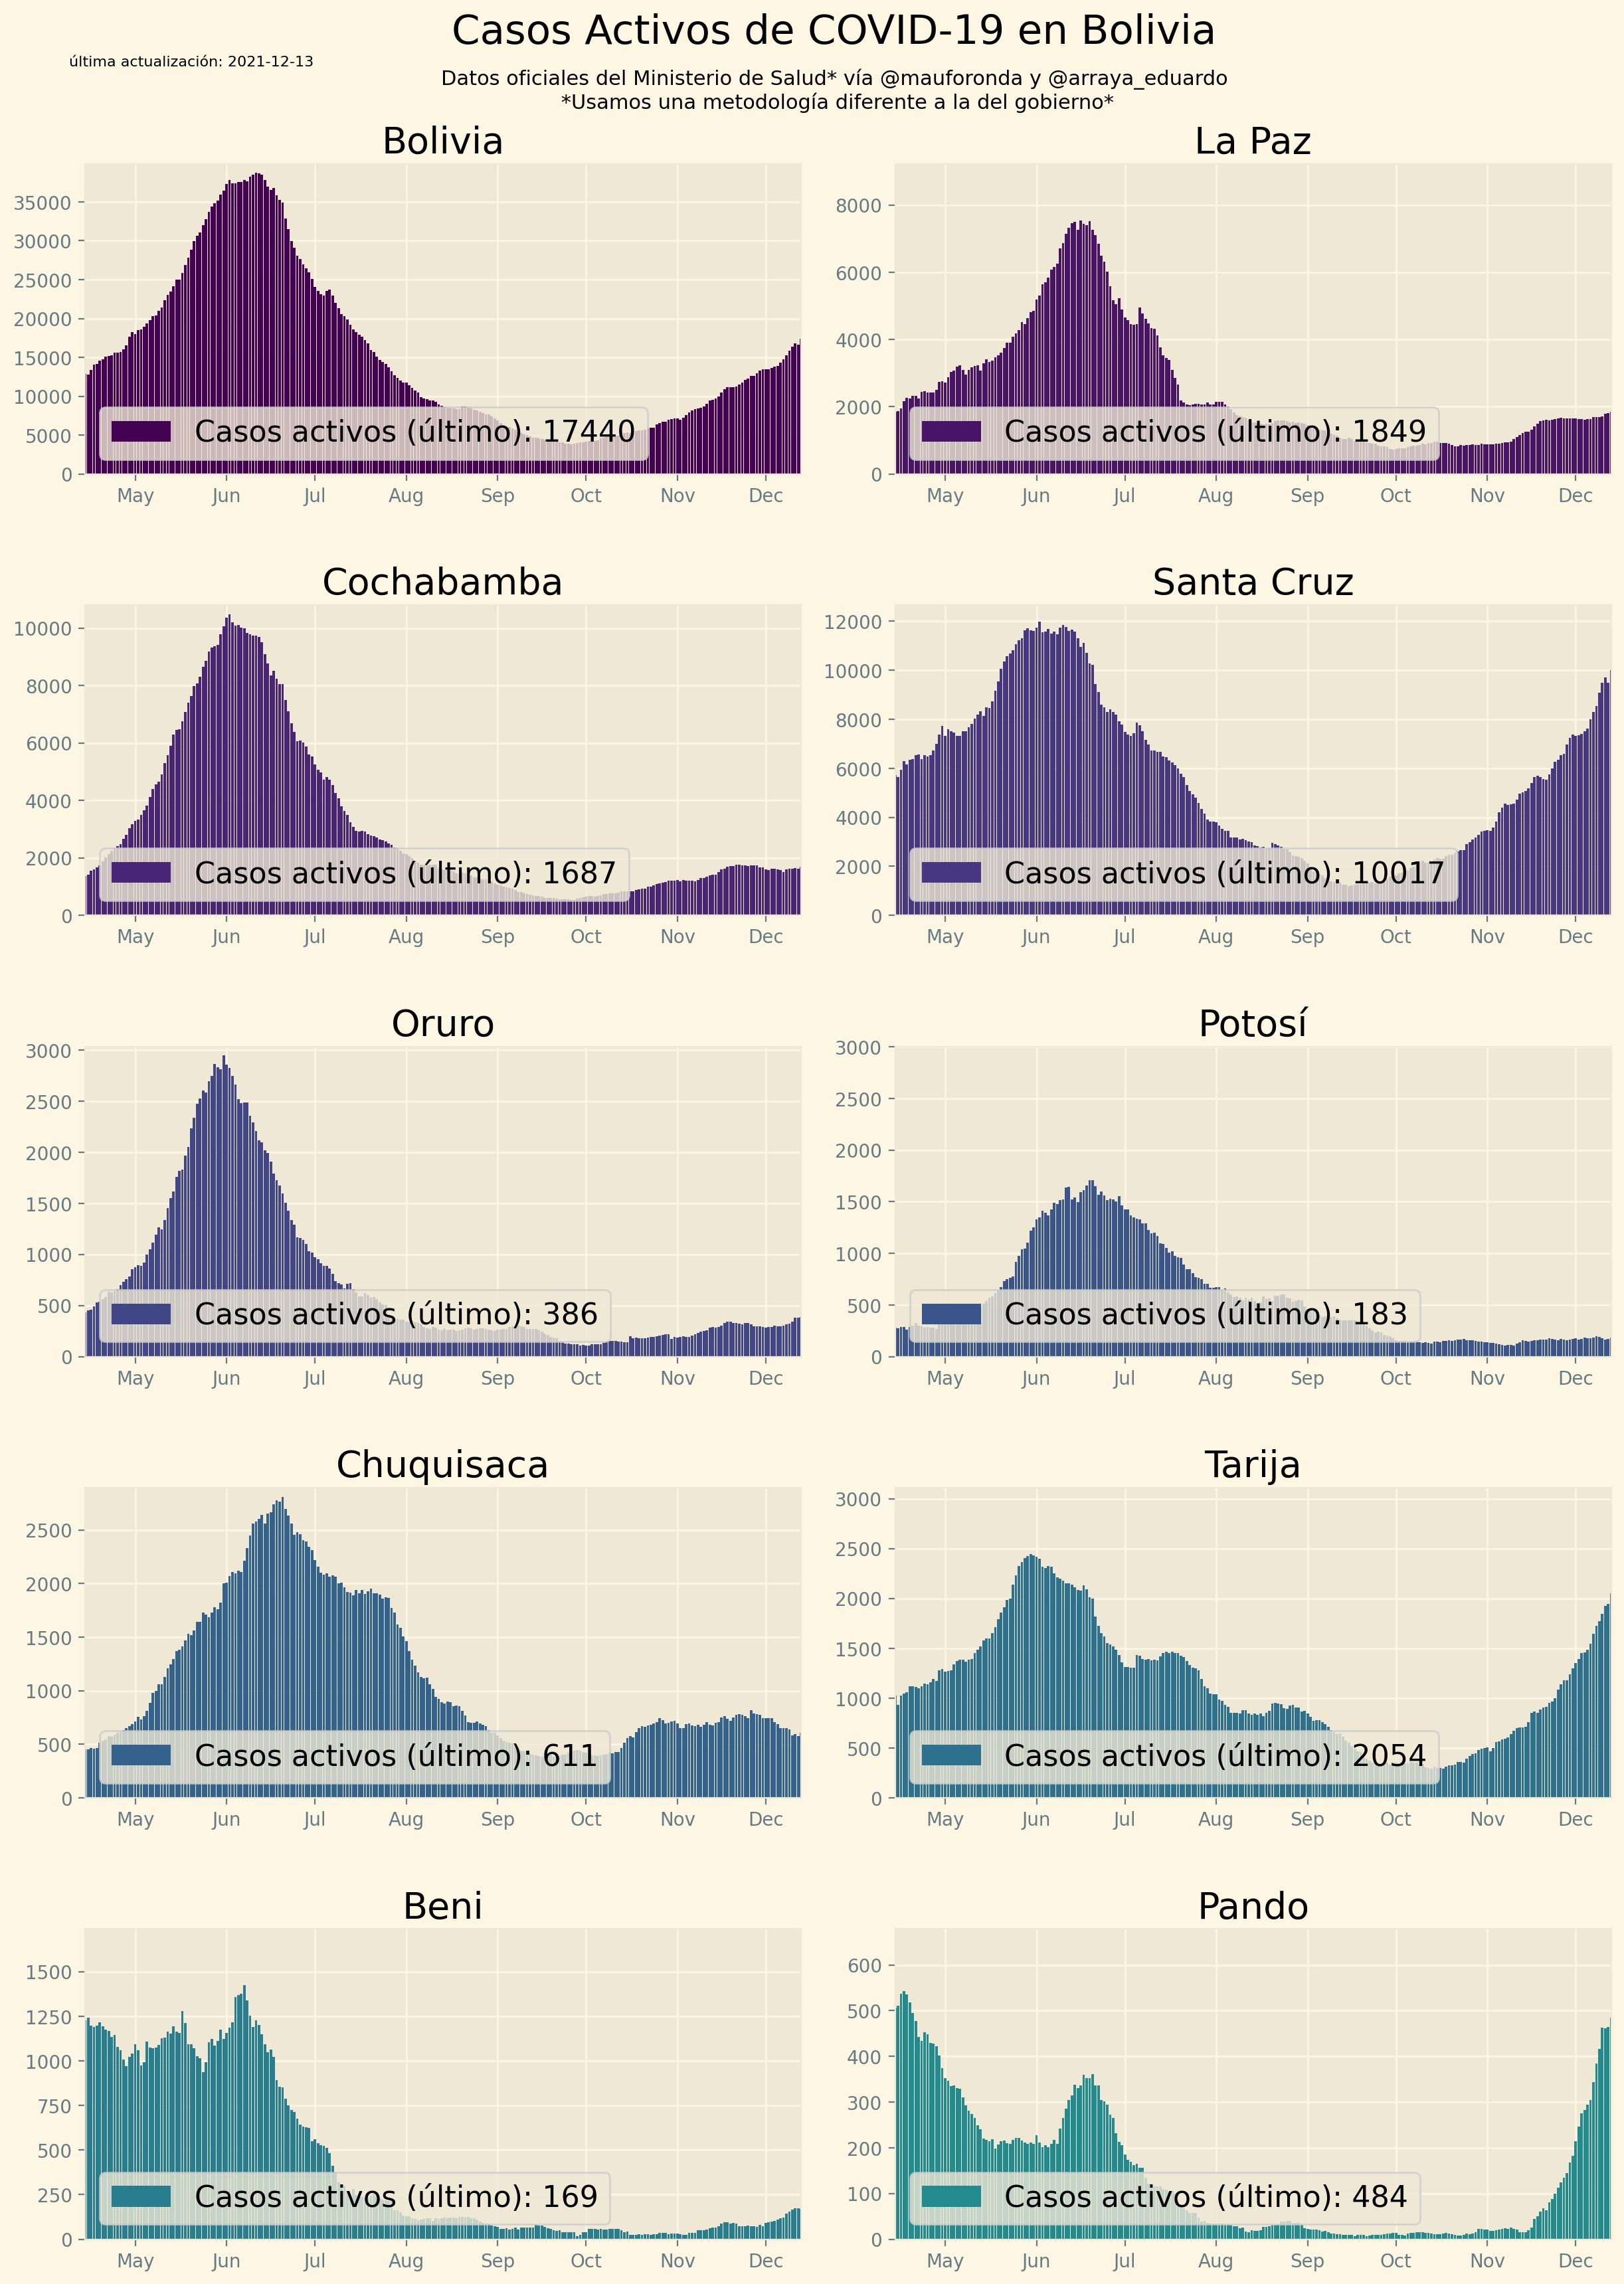 Casos Activos de COVID-19 en Bolivia
última actualización: 2021-12-13
Datos oficiales del Ministerio de Salud* vía @mauforonda y @arraya_eduardo
*Usamos una metodología diferente a la del gobierno*
Bolivia
35000
30000
25000
20000
15000
10000
5000
0
Casos activos (último): 17440
May Jun Jul Aug Sep Oct Nov Dec
La Paz
8000
6000
4000
2000
0
Casos activos (último): 1849
May Jun Jul Aug Sep Oct Nov Dec
Cochabamba
10000
8000
6000
4000
2000
0
Casos activos (último): 1687
May Jun Jul Aug Sep Oct Nov Dec
Santa Cruz
12000
10000
8000
6000
4000
2000
0
Casos activos (último): 10017
May Jun Jul Aug Sep Oct Nov Dec
Oruro
3000
2500
2000
1500
1000
500
0
Casos activos (último): 386
May Jun Jul Aug Sep Oct Nov Dec
Potosí
3000
2500
2000
1500
1000
500
0
Casos activos (último): 183
May Jun Jul Aug Sep Oct Nov Dec
Chuquisaca
2500
2000
1500
1000
500
0
Casos activos (último): 611
May Jun Jul Aug Sep Oct Nov Dec
Tarija
3000
2500
2000
1500
1000
500
0
Casos activos (último): 2054
May Jun Jul Aug Sep Oct Nov Dec
Beni
1500
1250
1000
750
500
250
0
Casos activos (último): 169
May Jun Jul Aug Sep Oct Nov Dec
Pando
600
500
400
300
200
100
0
Casos activos (último): 484
May Jun Jul Aug Sep Oct Nov Dec